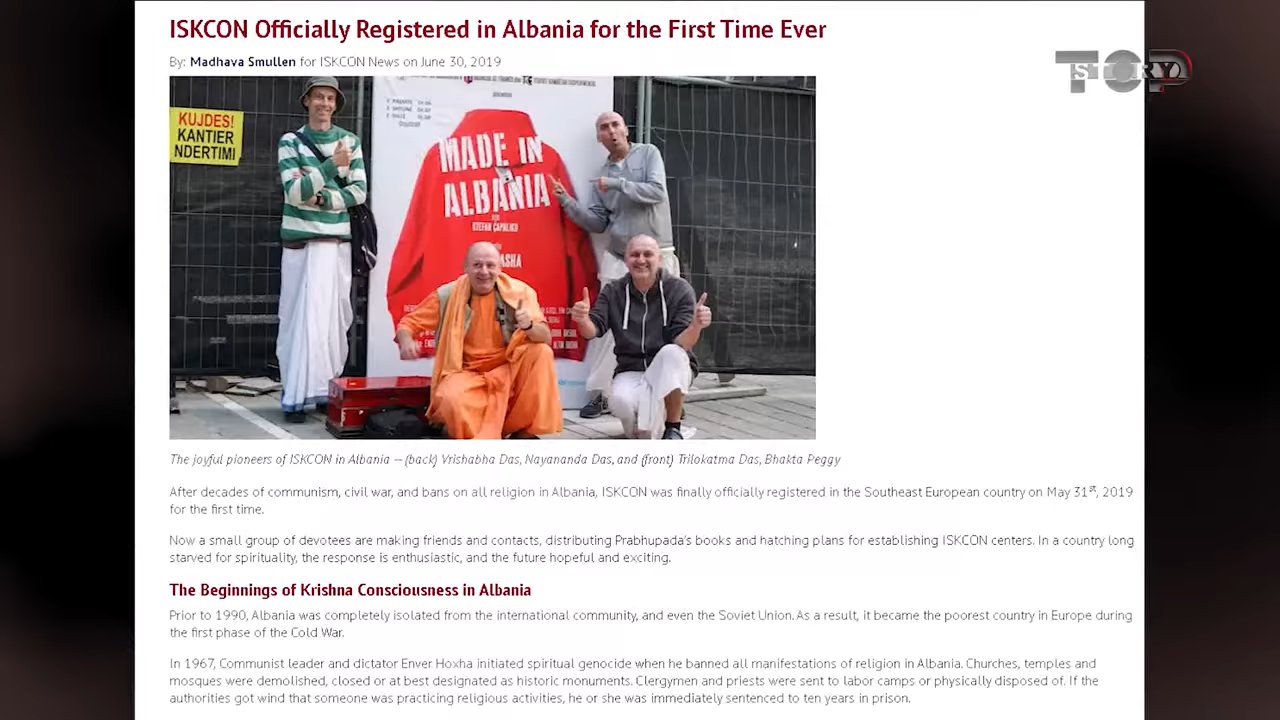 ISKCON Officially Registered in Albania for the First Time Ever
By: Madhava Smullen for ISKCON News on June 30, 2019
TOP
STORY
KUJDES!
KANTIER
NDERTIMI
MADE IN
ALBANIA
STEFAN ÇAPALIKU
The joyful pioneers of ISKCON in Albania -- (back) Vrishabha Das, Nayananda Das, and (front) Trilokatma Das, Bhakta Peggy
After decades of communism, civil war, and bans on all religion in Albania, ISKCON was finally officially registered in the Southeast European country on May 31st, 2019
for the first time.
Now a small group of devotees are making friends and contacts, distributing Prabhupada's books and hatching plans for establishing ISKCON centers. In a country long
starved for spirituality, the response is enthusiastic, and the future hopeful and exciting.
The Beginnings of Krishna Consciousness in Albania
Prior to 1990, Albania was completely isolated from the international community, and even the Soviet Union. As a result, it became the poorest country in Europe during
the first phase of the Cold War.
In 1967, Communist leader and dictator Enver Hoxha initiated spiritual genocide when he banned all manifestations of religion in Albania. Churches, temples and
mosques were demolished, closed or at best designated as historic monuments. Clergymen and priests were sent to labor camps or physically disposed of. If the
authorities got wind that someone was practicing religious activities, he or she was immediately sentenced to ten years in prison.